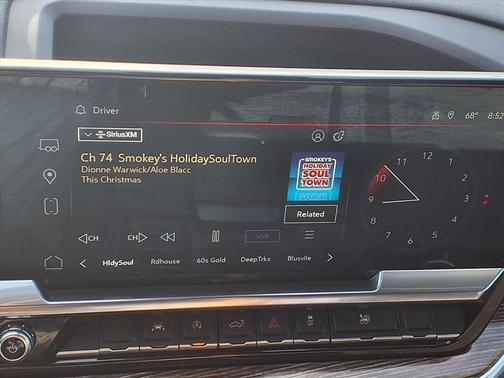 Driver
68° 8:52
SiriusXM
Ch 74 Smokey's HolidaySoulTown
Dionne Warwick/Aloe Blacc
This Christmas
SMOKEY'S
HOLIDAY
SOUL
TOWN
Related
CH CH LIVE
HldySoul Rdhouse 60s Gold DeepTrks Blusvlle
11 12 1
10 2
9 3
8 4
7 6 5